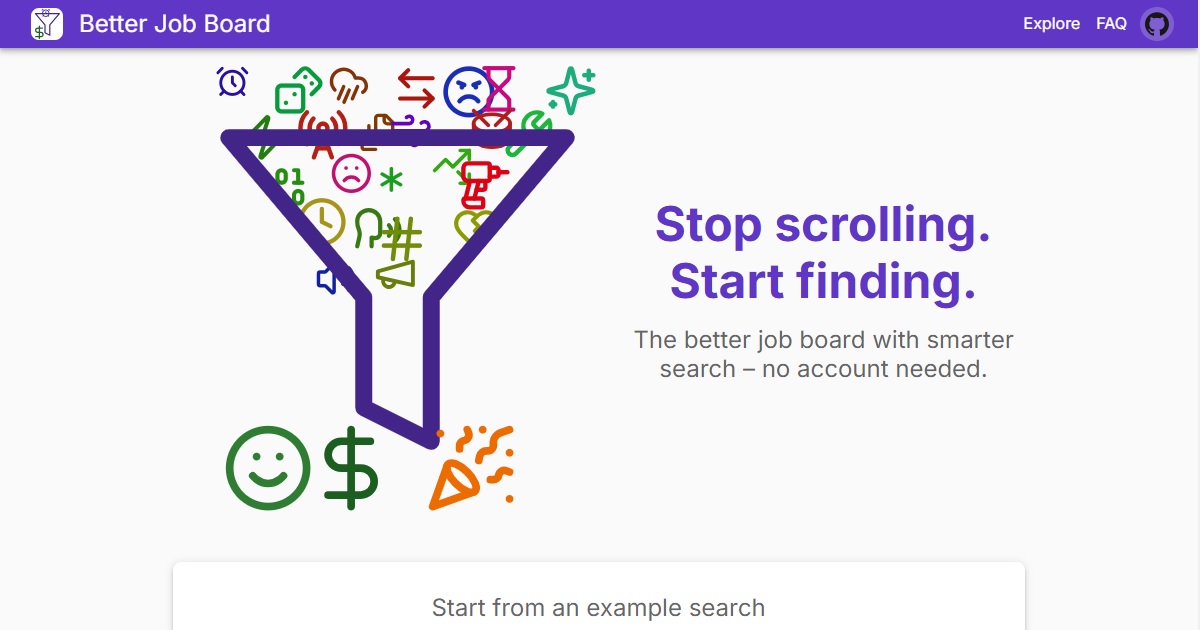 Better Job Board
Explore
FAQ
01
0
#
Stop scrolling.
Start finding.
The better job board with smarter
search – no account needed.
$
Start from an example search